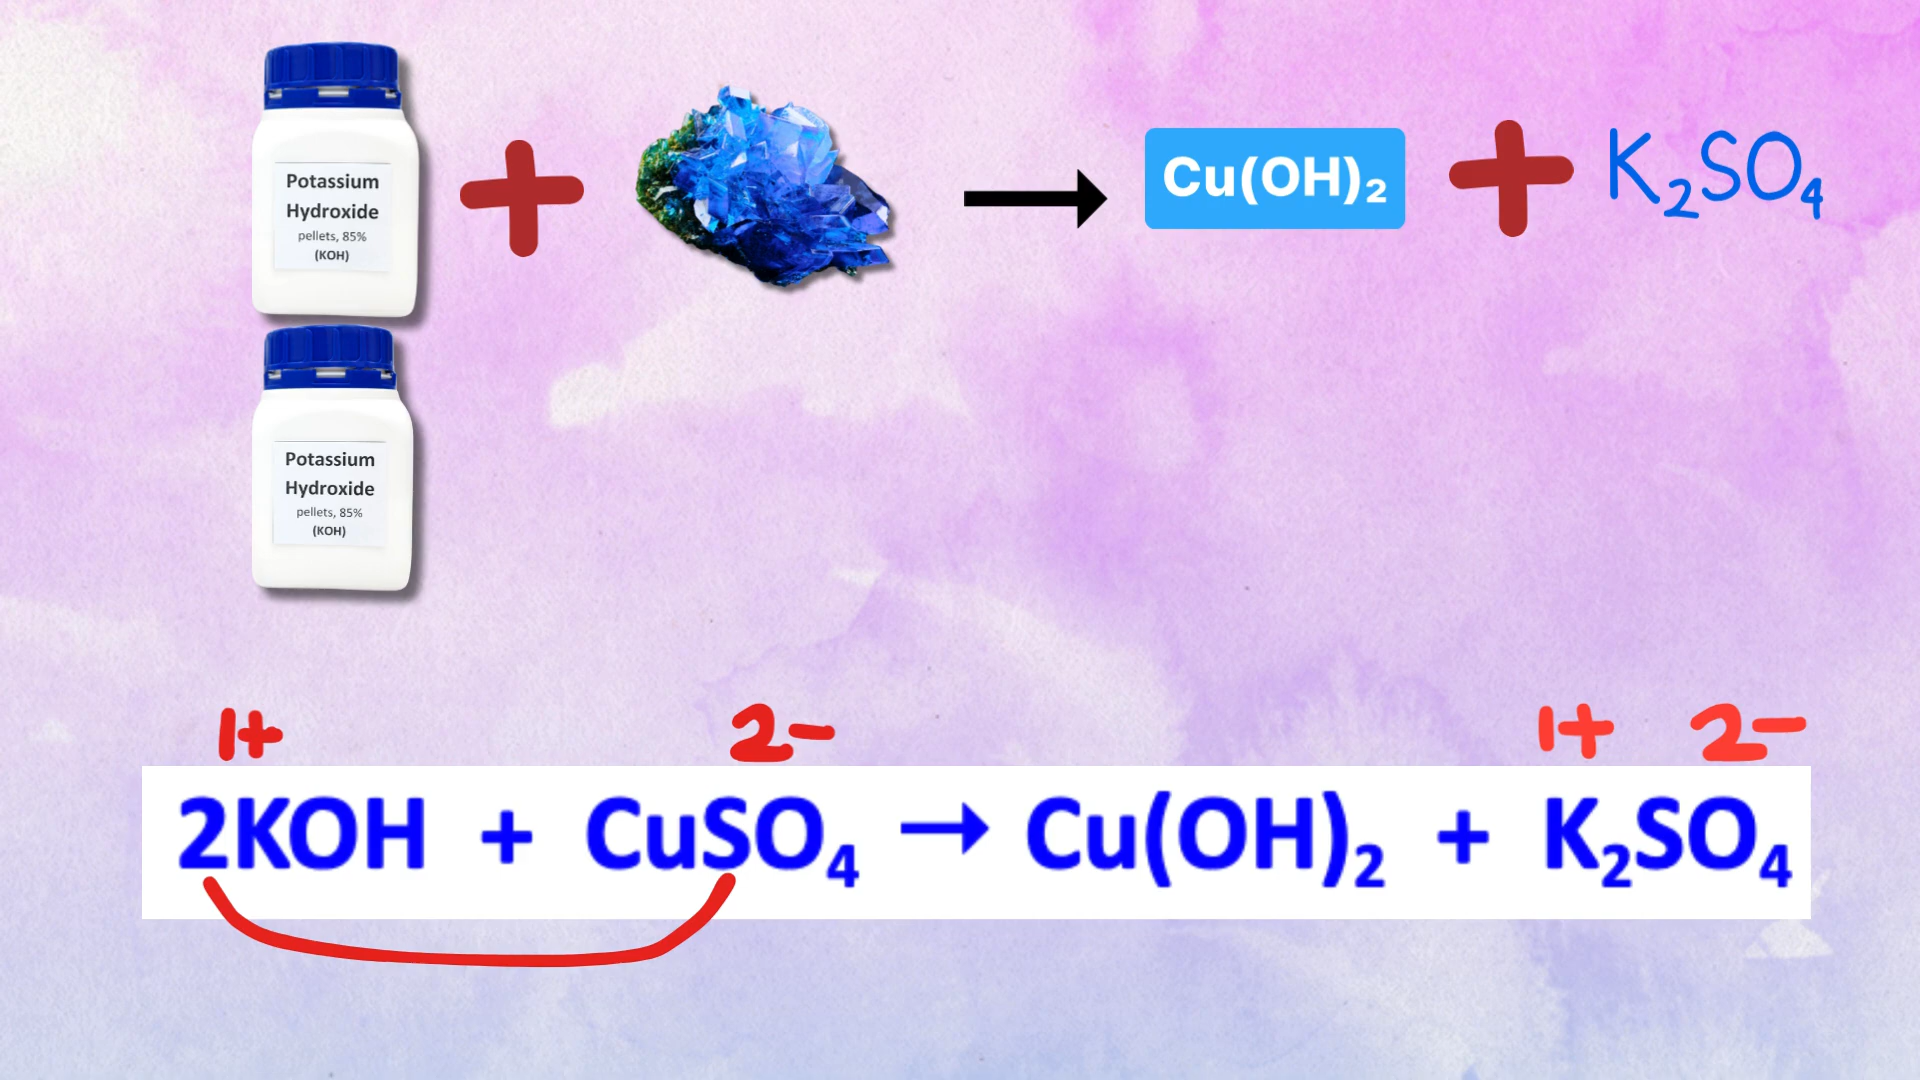 Potassium
Hydroxide
pellets, 85%
(KOH)
+
→
Cu(OH)₂ + K₂SO₄
Potassium
Hydroxide
pellets, 85%
(KOH)
1+ 2- 1+ 2-
2KOH + CuSO₄ → Cu(OH)₂ + K₂SO₄